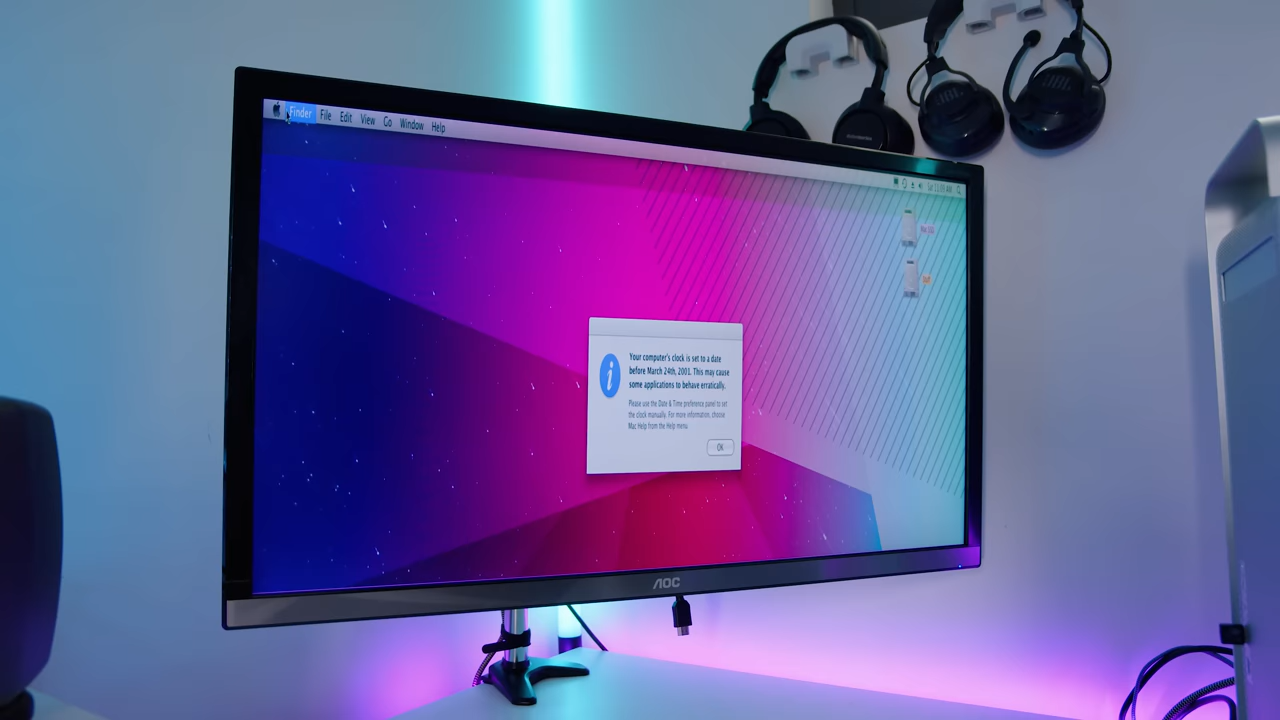 Finder File Edit View Go Window Help
Your computer's clock is set to a date
before March 24th, 2001. This may cause
some applications to behave erratically.
Please use the Date & Time preference panel to set
the clock manually. For more information, choose
Mac Help from the Help menu.
OK
AOC
JBL
JBL